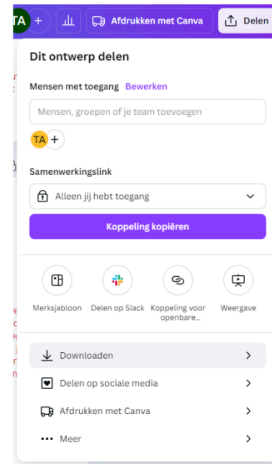 TA
Afdrukken met Canva
Delen
Dit ontwerp delen
Mensen met toegang Bewerken
Mensen, groepen of je team toevoegen
TA
Samenwerkingslink
Alleen jij hebt toegang
Koppeling kopiëren
Merksjabloon
Delen op Slack
Koppeling voor
openbare...
Weergave
Downloaden
Delen op sociale media
Afdrukken met Canva
Meer